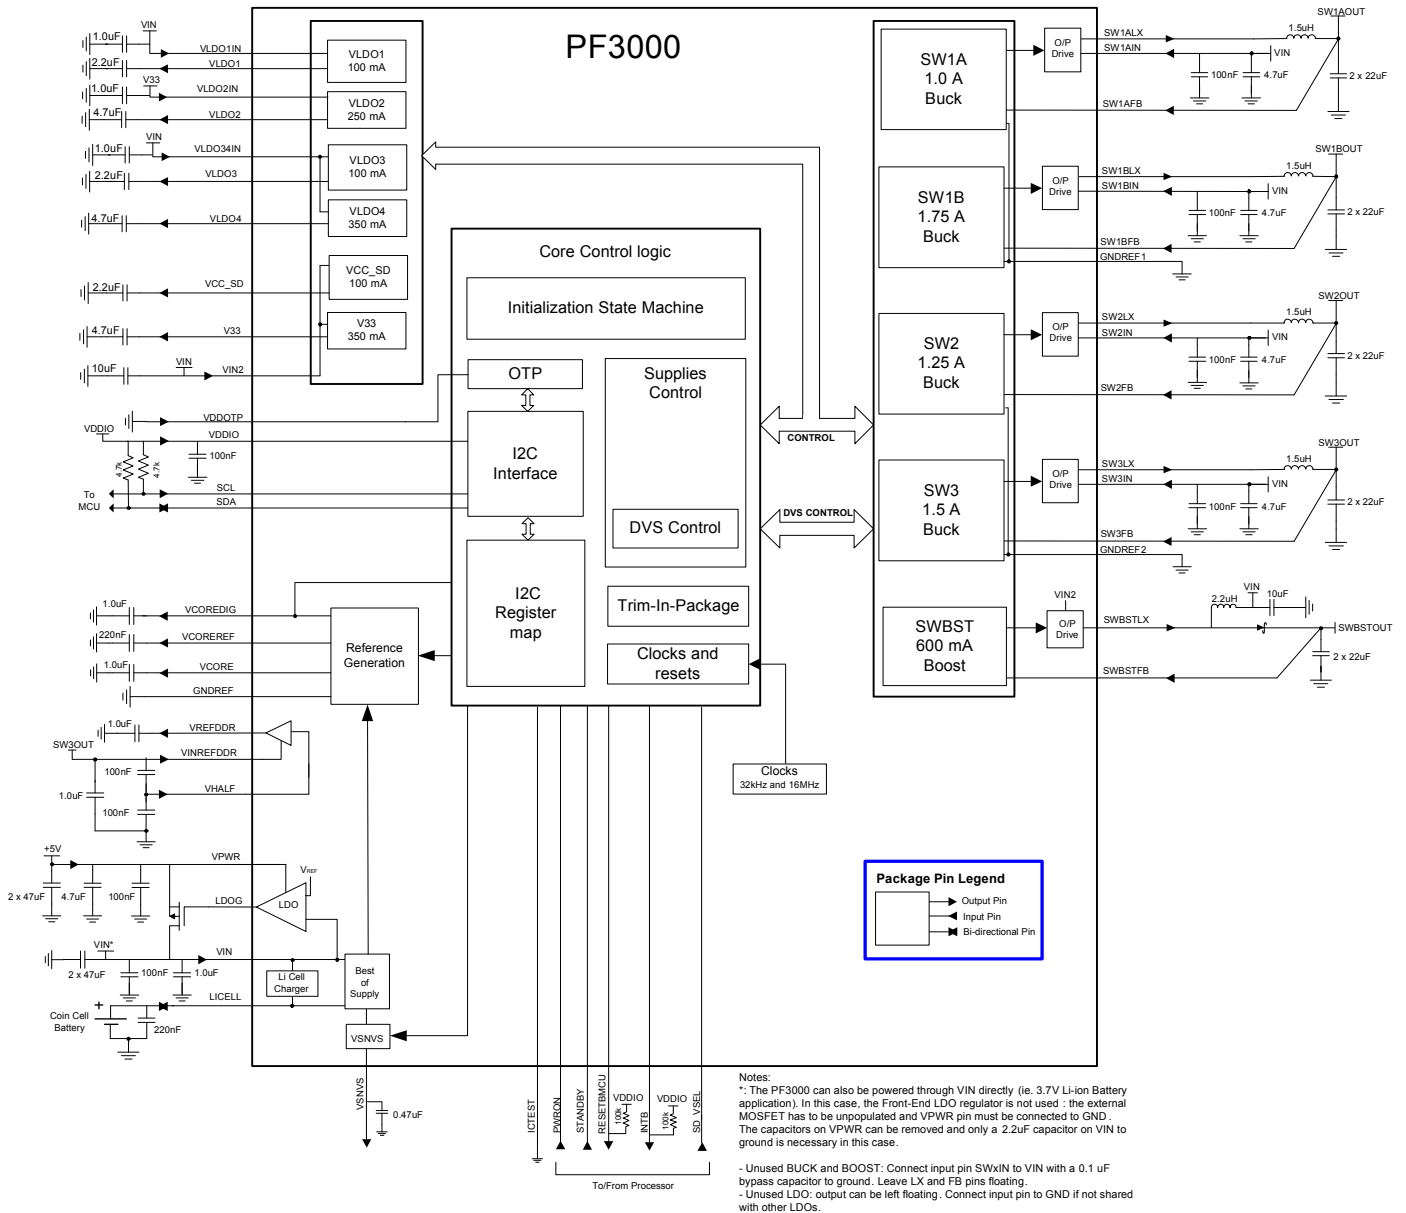 PF3000
1.0uF
VIN
VLDO1IN
2.2uF
VLDO1
VLDO1
100 mA
1.0uF
V33
VLDO2IN
4.7uF
VLDO2
VLDO2
250 mA
1.0uF
VIN
VLDO34IN
2.2uF
VLDO3
VLDO3
100 mA
4.7uF
VLDO4
VLDO4
350 mA
2.2uF
VCC_SD
VCC_SD
100 mA
4.7uF
V33
V33
350 mA
10uF
VIN
VIN2
VDDOTP
VDDIO
VDDIO
100nF
4.7k
4.7k
To
MCU
SCL
SDA
Core Control logic
Initialization State Machine
OTP
I2C
Interface
I2C
Register
map
Supplies
Control
DVS Control
Trim-In-Package
Clocks and
resets
CONTROL
DVS CONTROL
Clocks
32kHz and 16MHz
1.0uF
VCOREDIG
220nF
VCOREREF
1.0uF
VCORE
GNDREF
Reference
Generation
1.0uF
VREFDDR
SW3OUT
VINREFDDR
100nF
1.0uF
VHALF
100nF
+5V
VPWR
2 x 47uF
4.7uF
100nF
LDOG
VREF
LDO
VIN*
VIN
2 x 47uF
100nF
1.0uF
Li Cell
Charger
Best
of
Supply
LICELL
Coin Cell
Battery
+
220nF
VSNVS
VSNVS
0.47uF
SW1A
1.0 A
Buck
O/P
Drive
SW1ALX
SW1AIN
SW1AFB
1.5uH
VIN
100nF
4.7uF
SW1AOUT
2 x 22uF
SW1B
1.75 A
Buck
O/P
Drive
SW1BLX
SW1BIN
SW1BFB
GNDREF1
1.5uH
VIN
100nF
4.7uF
SW1BOUT
2 x 22uF
SW2
1.25 A
Buck
O/P
Drive
SW2LX
SW2IN
SW2FB
1.5uH
VIN
100nF
4.7uF
SW2OUT
2 x 22uF
SW3
1.5 A
Buck
O/P
Drive
SW3LX
SW3IN
SW3FB
GNDREF2
1.5uH
VIN
100nF
4.7uF
SW3OUT
2 x 22uF
SWBST
600 mA
Boost
VIN2
O/P
Drive
SWBSTLX
SWBSTFB
2.2uH
VIN
10uF
SWBSTOUT
2 x 22uF
Package Pin Legend
Output Pin
Input Pin
Bi-directional Pin
ICTEST
PWRON
STANDBY
RESETBMCU
VDDIO
100k
INTB
VDDIO
100k
SD_VSEL
To/From Processor
Notes:
*: The PF3000 can also be powered through VIN directly (ie. 3.7V Li-ion Battery
application). In this case, the Front-End LDO regulator is not used : the external
MOSFET has to be unpopulated and VPWR pin must be connected to GND .
The capacitors on VPWR can be removed and only a 2.2uF capacitor on VIN to
ground is necessary in this case.
- Unused BUCK and BOOST: Connect input pin SWxIN to VIN with a 0.1 uF
bypass capacitor to ground. Leave LX and FB pins floating.
- Unused LDO: output can be left floating. Connect input pin to GND if not shared
with other LDOs.